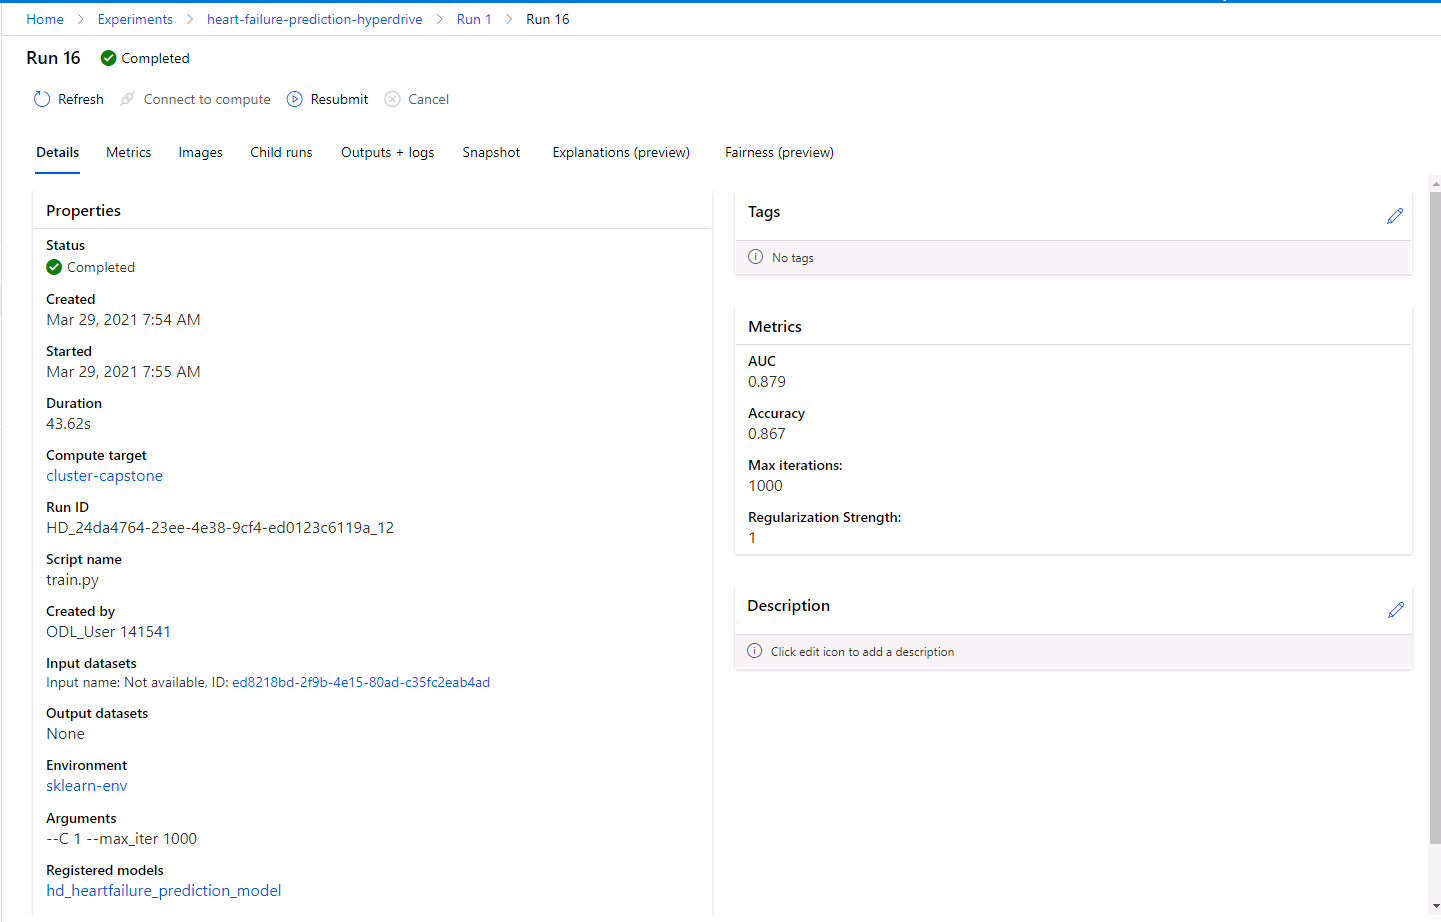 Home > Experiments > heart-failure-prediction-hyperdrive > Run 1 > Run 16
Run 16 Completed
Refresh Connect to compute Resubmit Cancel
Details Metrics Images Child runs Outputs + logs Snapshot Explanations (preview) Fairness (preview)
Properties
Status
Completed
Created
Mar 29, 2021 7:54 AM
Started
Mar 29, 2021 7:55 AM
Duration
43.62s
Compute target
cluster-capstone
Run ID
HD_24da4764-23ee-4e38-9cf4-ed0123c6119a_12
Script name
train.py
Created by
ODL_User 141541
Input datasets
Input name: Not available, ID: ed8218bd-2f9b-4e15-80ad-c35fc2eab4ad
Output datasets
None
Environment
sklearn-env
Arguments
--C 1 --max_iter 1000
Registered models
hd_heartfailure_prediction_model
Tags
No tags
Metrics
AUC
0.879
Accuracy
0.867
Max iterations:
1000
Regularization Strength:
1
Description
Click edit icon to add a description